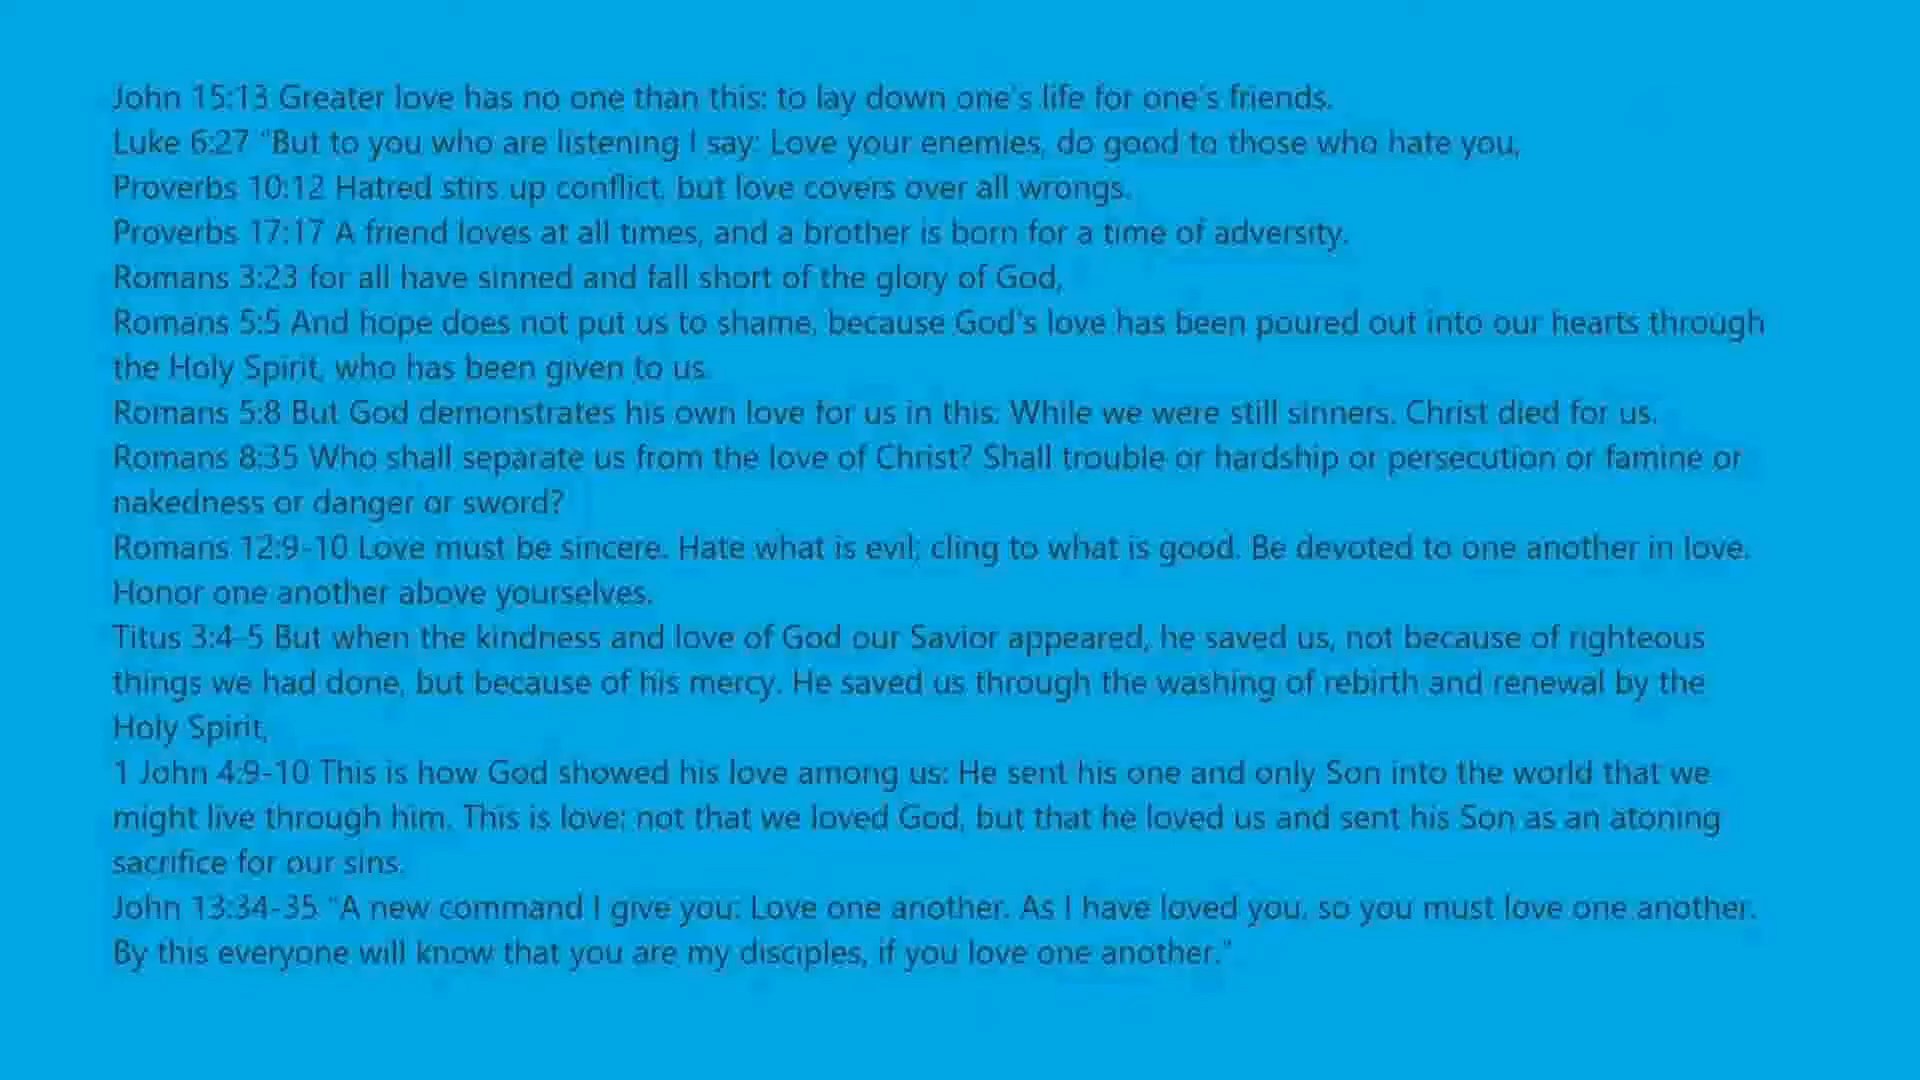 John 15:13 Greater love has no one than this: to lay down one's life for one's friends.
Luke 6:27 "But to you who are listening I say: Love your enemies, do good to those who hate you,
Proverbs 10:12 Hatred stirs up conflict, but love covers over all wrongs.
Proverbs 17:17 A friend loves at all times, and a brother is born for a time of adversity.
Romans 3:23 for all have sinned and fall short of the glory of God,
Romans 5:5 And hope does not put us to shame, because God's love has been poured out into our hearts through
the Holy Spirit, who has been given to us.
Romans 5:8 But God demonstrates his own love for us in this: While we were still sinners, Christ died for us.
Romans 8:35 Who shall separate us from the love of Christ? Shall trouble or hardship or persecution or famine or
nakedness or danger or sword?
Romans 12:9-10 Love must be sincere. Hate what is evil; cling to what is good. Be devoted to one another in love.
Honor one another above yourselves.
Titus 3:4-5 But when the kindness and love of God our Savior appeared, he saved us, not because of righteous
things we had done, but because of his mercy. He saved us through the washing of rebirth and renewal by the
Holy Spirit,
1 John 4:9-10 This is how God showed his love among us: He sent his one and only Son into the world that we
might live through him. This is love: not that we loved God, but that he loved us and sent his Son as an atoning
sacrifice for our sins.
John 13:34-35 "A new command I give you: Love one another. As I have loved you, so you must love one another.
By this everyone will know that you are my disciples, if you love one another."